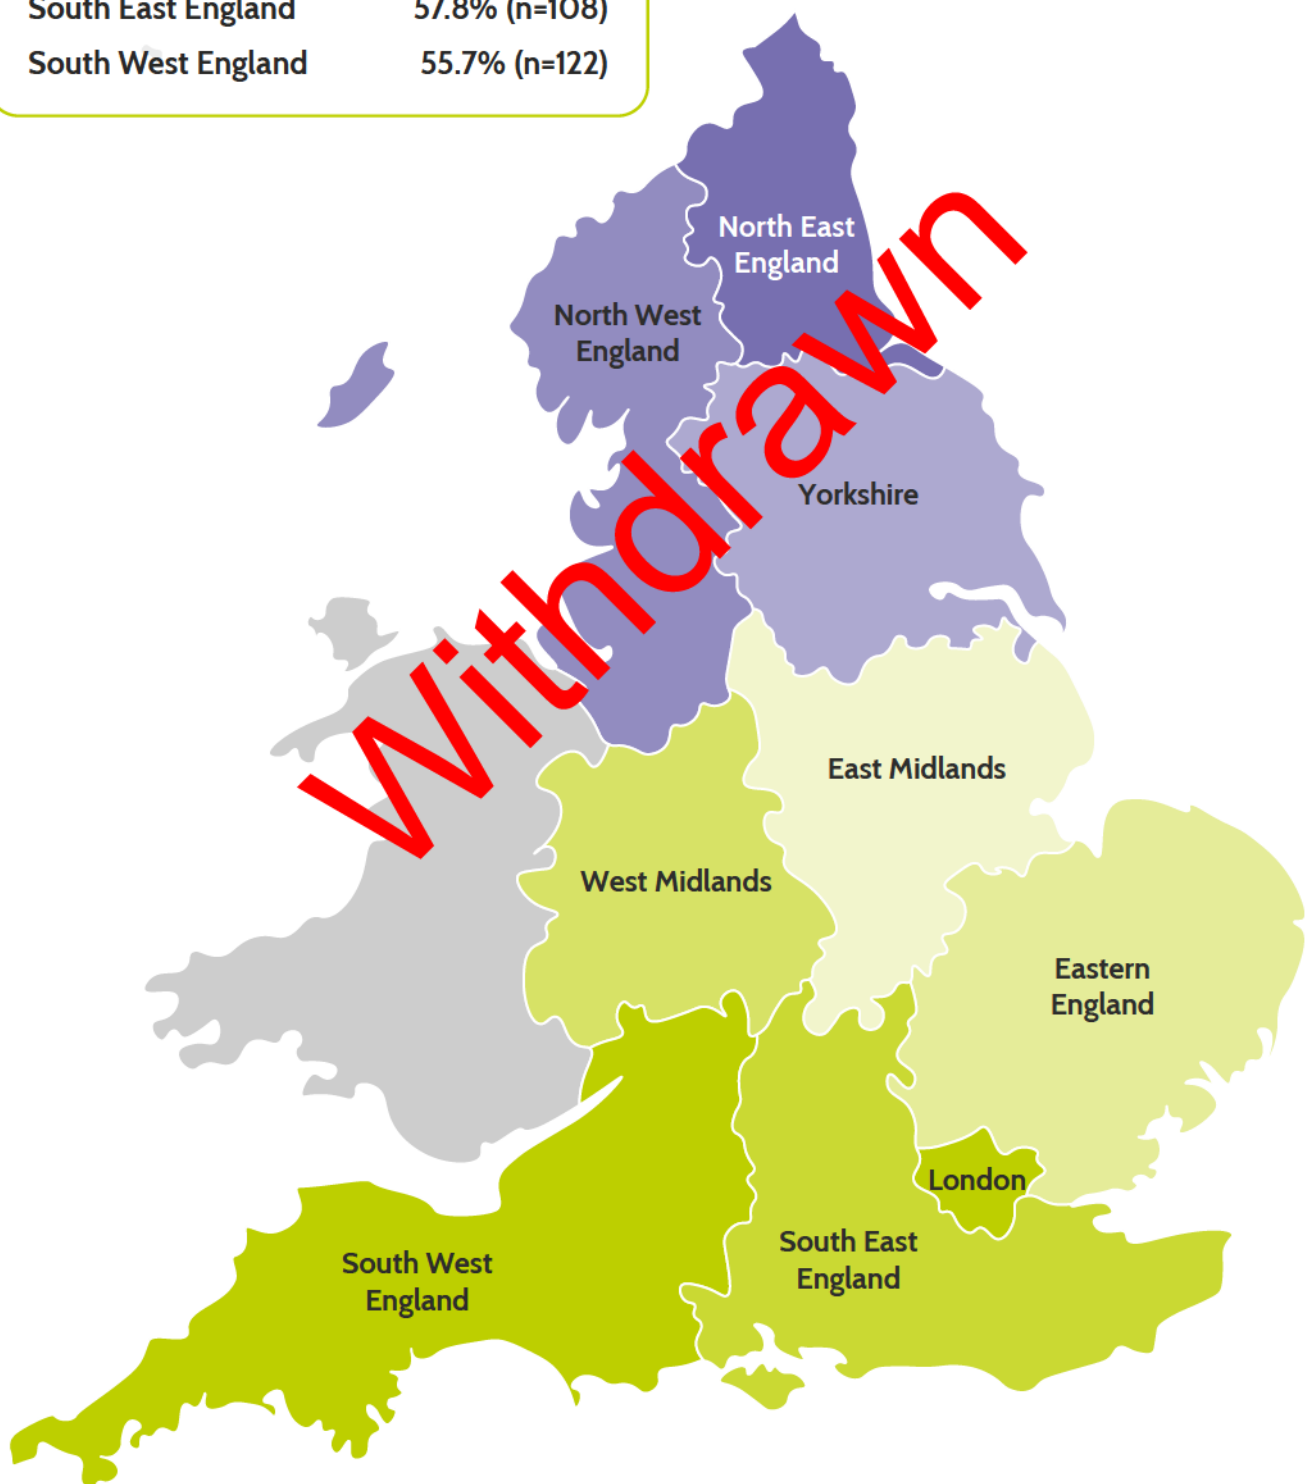 South East England 57.8% (n=108)
South West England 55.7% (n=122)
North East
England
North West
England
Yorkshire
East Midlands
West Midlands
Eastern
England
London
South East
England
South West
England
Withdrawn